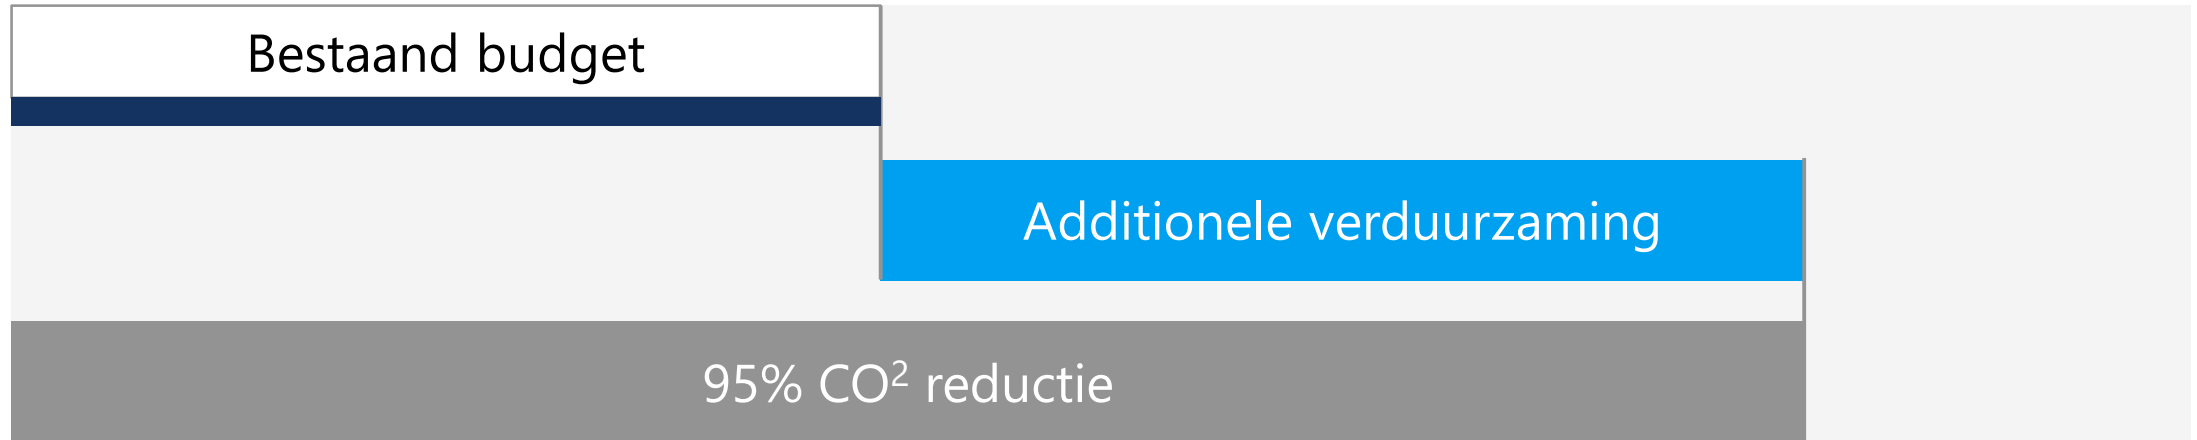 Bestaand budget
Additionele verduurzaming
95% CO² reductie